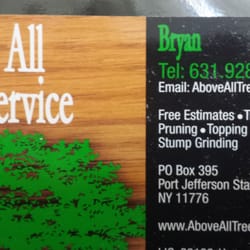 All
ervice
Bryan
Tel: 631.928
Email: AboveAllTre
Free Estimates • T
Pruning • Topping
Stump Grinding
PO Box 395
Port Jefferson Sta
NY 11776
www.AboveAllT